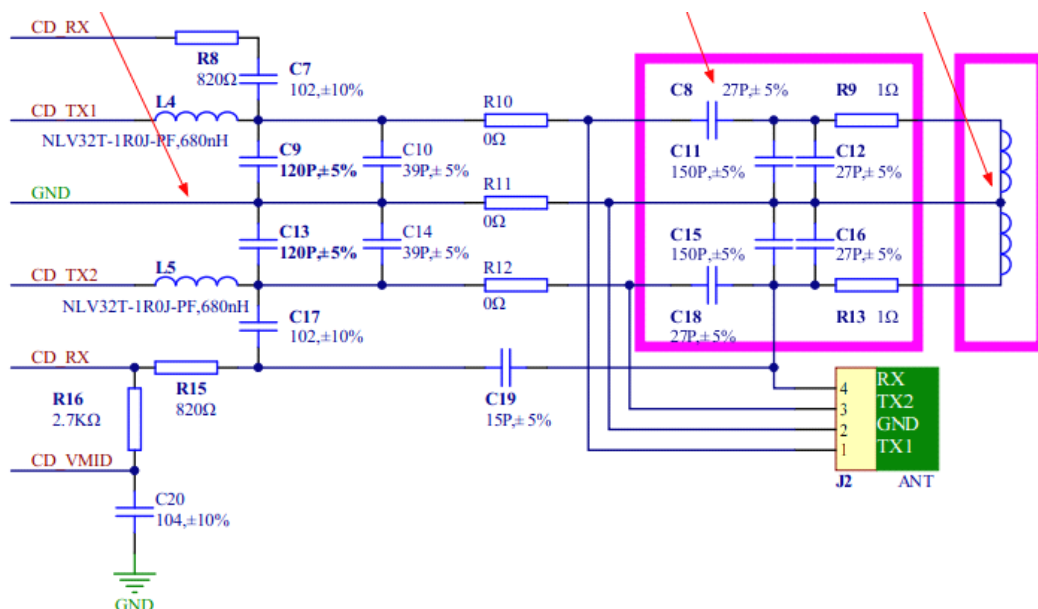 CD_RX
R8
820Ω
C7
102,±10%
L4
CD_TX1
NLV32T-1R0J-PF,680nH
C9
120P,±5%
C10
39P,±5%
R10
0Ω
C8
27P,±5%
R9 1Ω
C11
150P,±5%
C12
27P,±5%
GND
R11
0Ω
C13
120P,±5%
C14
39P,±5%
C15
150P,±5%
C16
27P,±5%
L5
CD_TX2
NLV32T-1R0J-PF,680nH
R12
0Ω
C17
102,±10%
C18
27P,±5%
R13 1Ω
CD_RX
R15
820Ω
R16
2.7KΩ
C19
15P,±5%
4 RX
3 TX2
2 GND
1 TX1
J2 ANT
CD_VMID
C20
104,±10%
GND